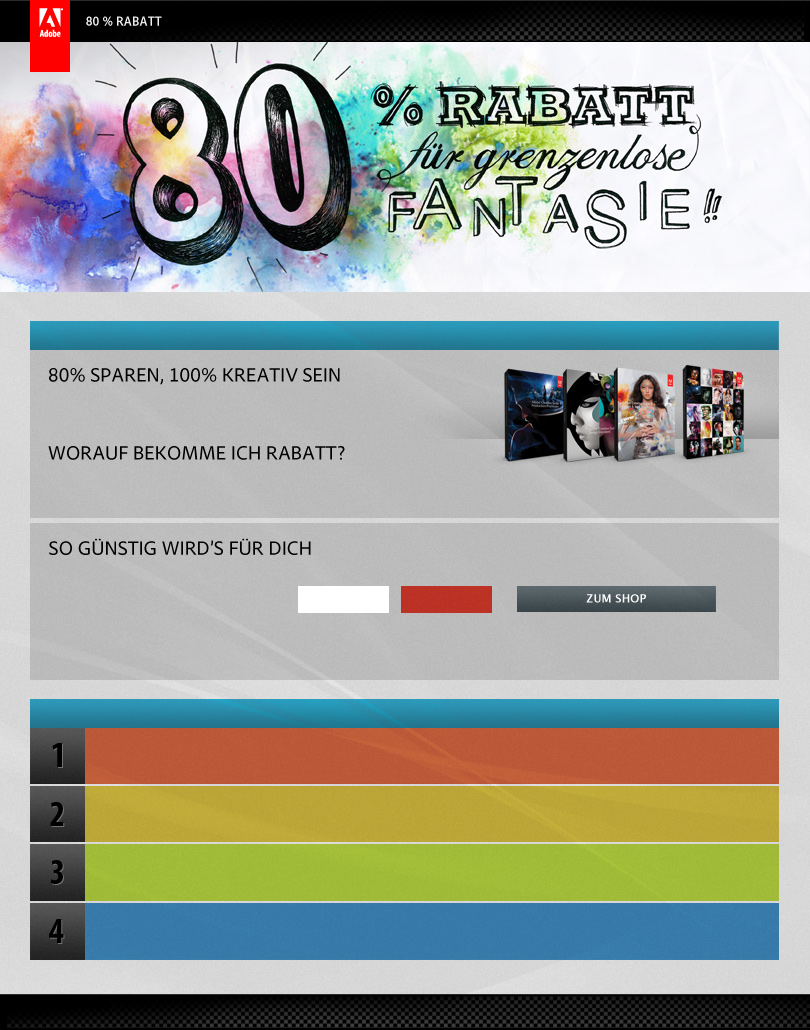 Adobe
80 % RABATT
80 % RABATT
für grenzenlose
FANTASIE!!
80% SPAREN, 100% KREATIV SEIN
WORAUF BEKOMME ICH RABATT?
SO GÜNSTIG WIRD'S FÜR DICH
ZUM SHOP
1
2
3
4